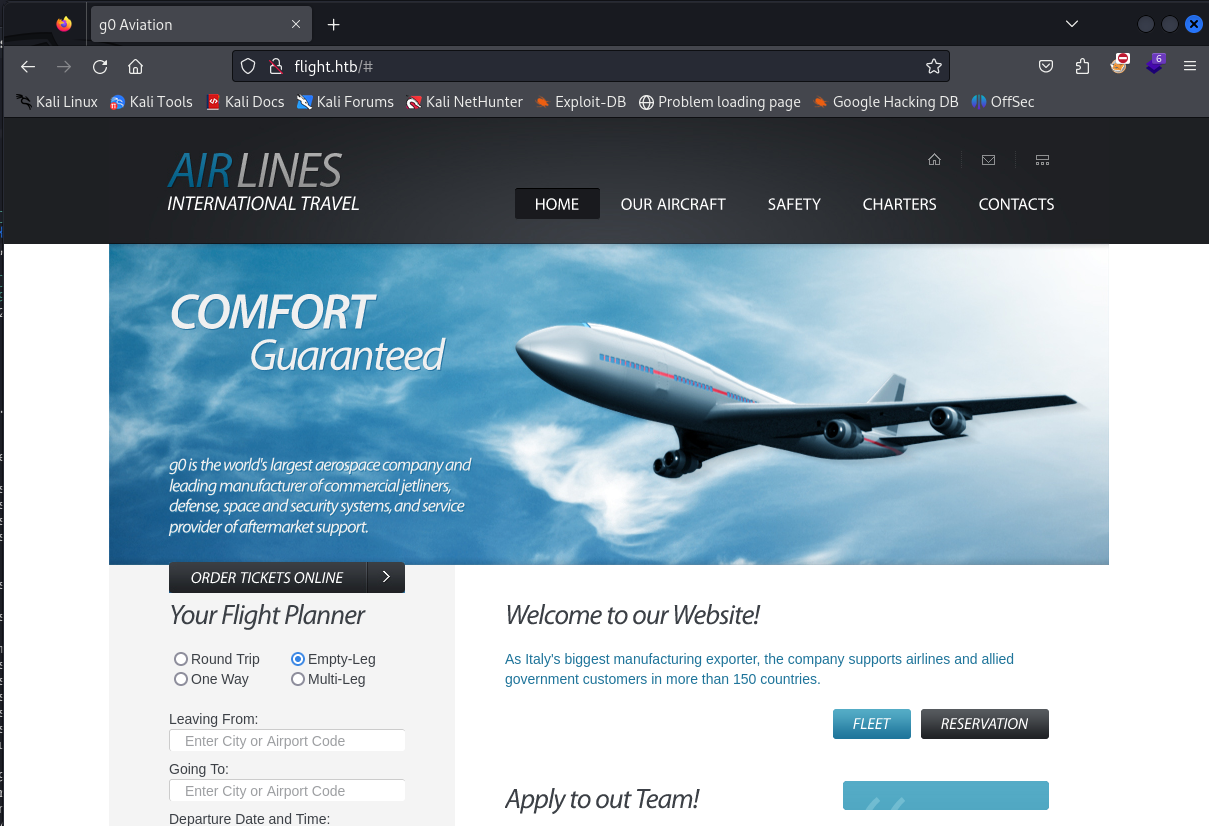 g0 Aviation
flight.htb/#
6
Kali Linux
Kali Tools
Kali Docs
Kali Forums
Kali NetHunter
Exploit-DB
Problem loading page
Google Hacking DB
OffSec
AIRLINES
INTERNATIONAL TRAVEL
HOME
OUR AIRCRAFT
SAFETY
CHARTERS
CONTACTS
COMFORT
Guaranteed
g0 is the world's largest aerospace company and
leading manufacturer of commercial jetliners,
defense, space and security systems, and service
provider of aftermarket support.
ORDER TICKETS ONLINE
Your Flight Planner
Round Trip
Empty-Leg
One Way
Multi-Leg
Leaving From:
Enter City or Airport Code
Going To:
Enter City or Airport Code
Departure Date and Time:
Welcome to our Website!
As Italy's biggest manufacturing exporter, the company supports airlines and allied
government customers in more than 150 countries.
FLEET
RESERVATION
Apply to out Team!